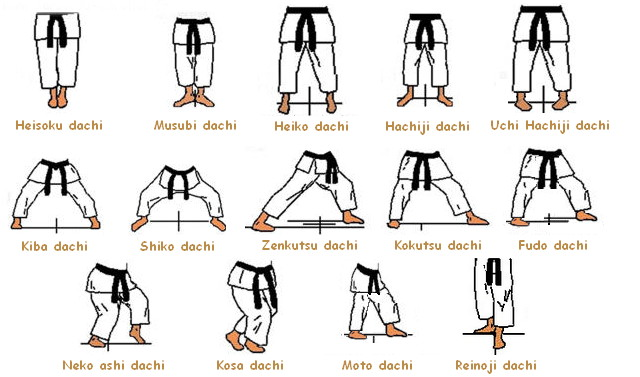 Heisoku dachi
Musubi dachi
Heiko dachi
Hachiji dachi
Uchi Hachiji dachi
Kiba dachi
Shiko dachi
Zenkutsu dachi
Kokutsu dachi
Fudo dachi
Neko ashi dachi
Kosa dachi
Moto dachi
Reinoji dachi